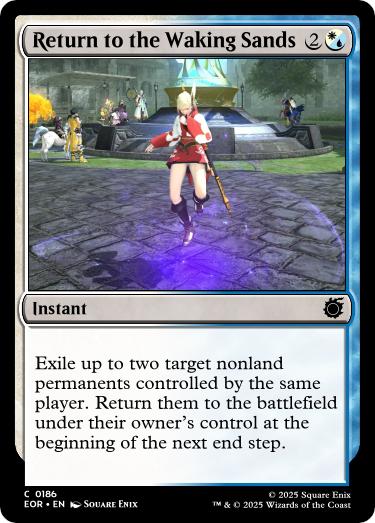 Return to the Waking Sands 2
Instant
Exile up to two target nonland
permanents controlled by the same
player. Return them to the battlefield
under their owner's control at the
beginning of the next end step.
C 0186
EOR • EN SQUARE ENIX
© 2025 Square Enix
™ & © 2025 Wizards of the Coast